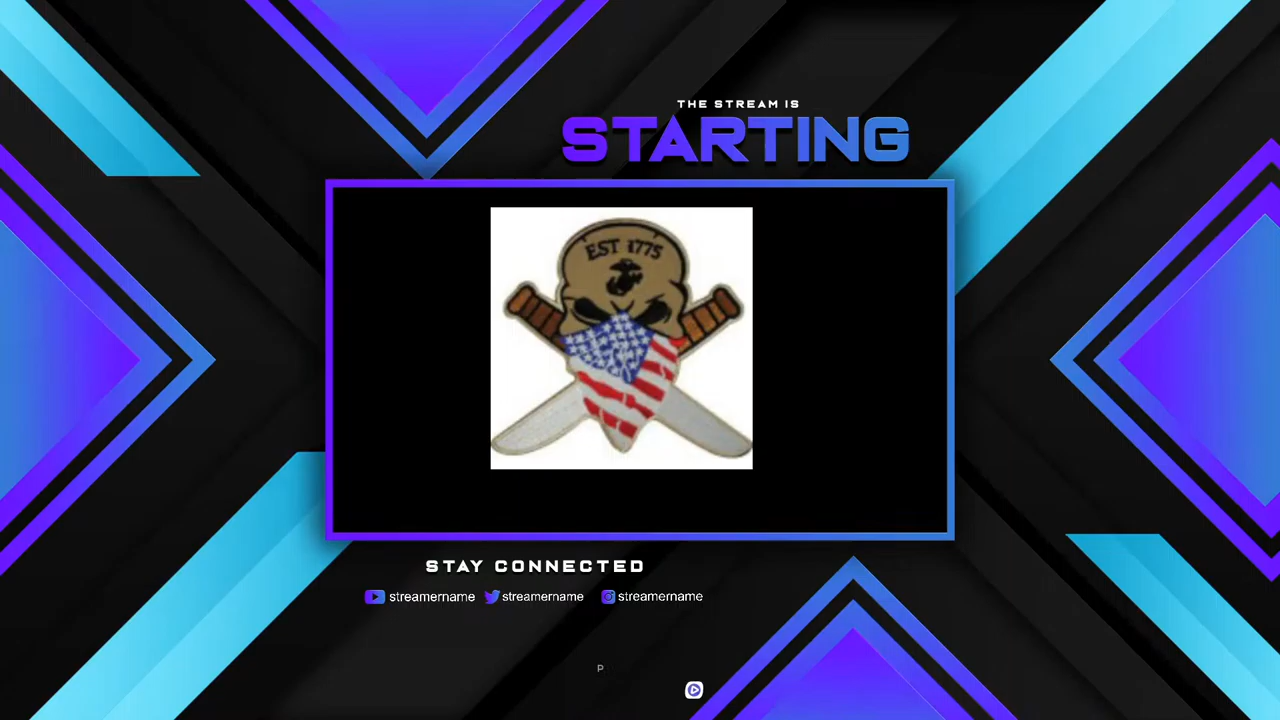 THE STREAM IS
STARTING
EST 1775
STAY CONNECTED
streamername streamername streamername
P